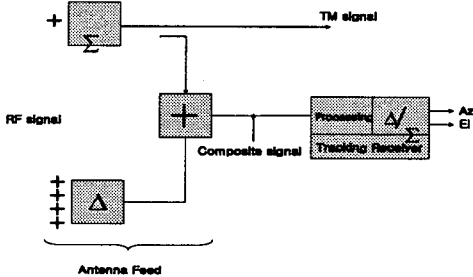 + Σ TM signal
RF signal
+
Composite signal
Processing Δ/Σ
Tracking Receiver
Az
El
+
+
+
+
Δ
Antenna Feed